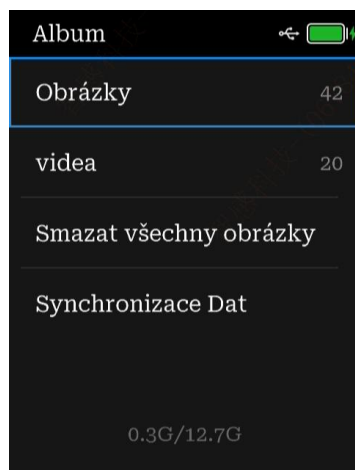 Album
Obrázky 42
videa 20
Smazat všechny obrázky
Synchronizace Dat
0.3G/12.7G